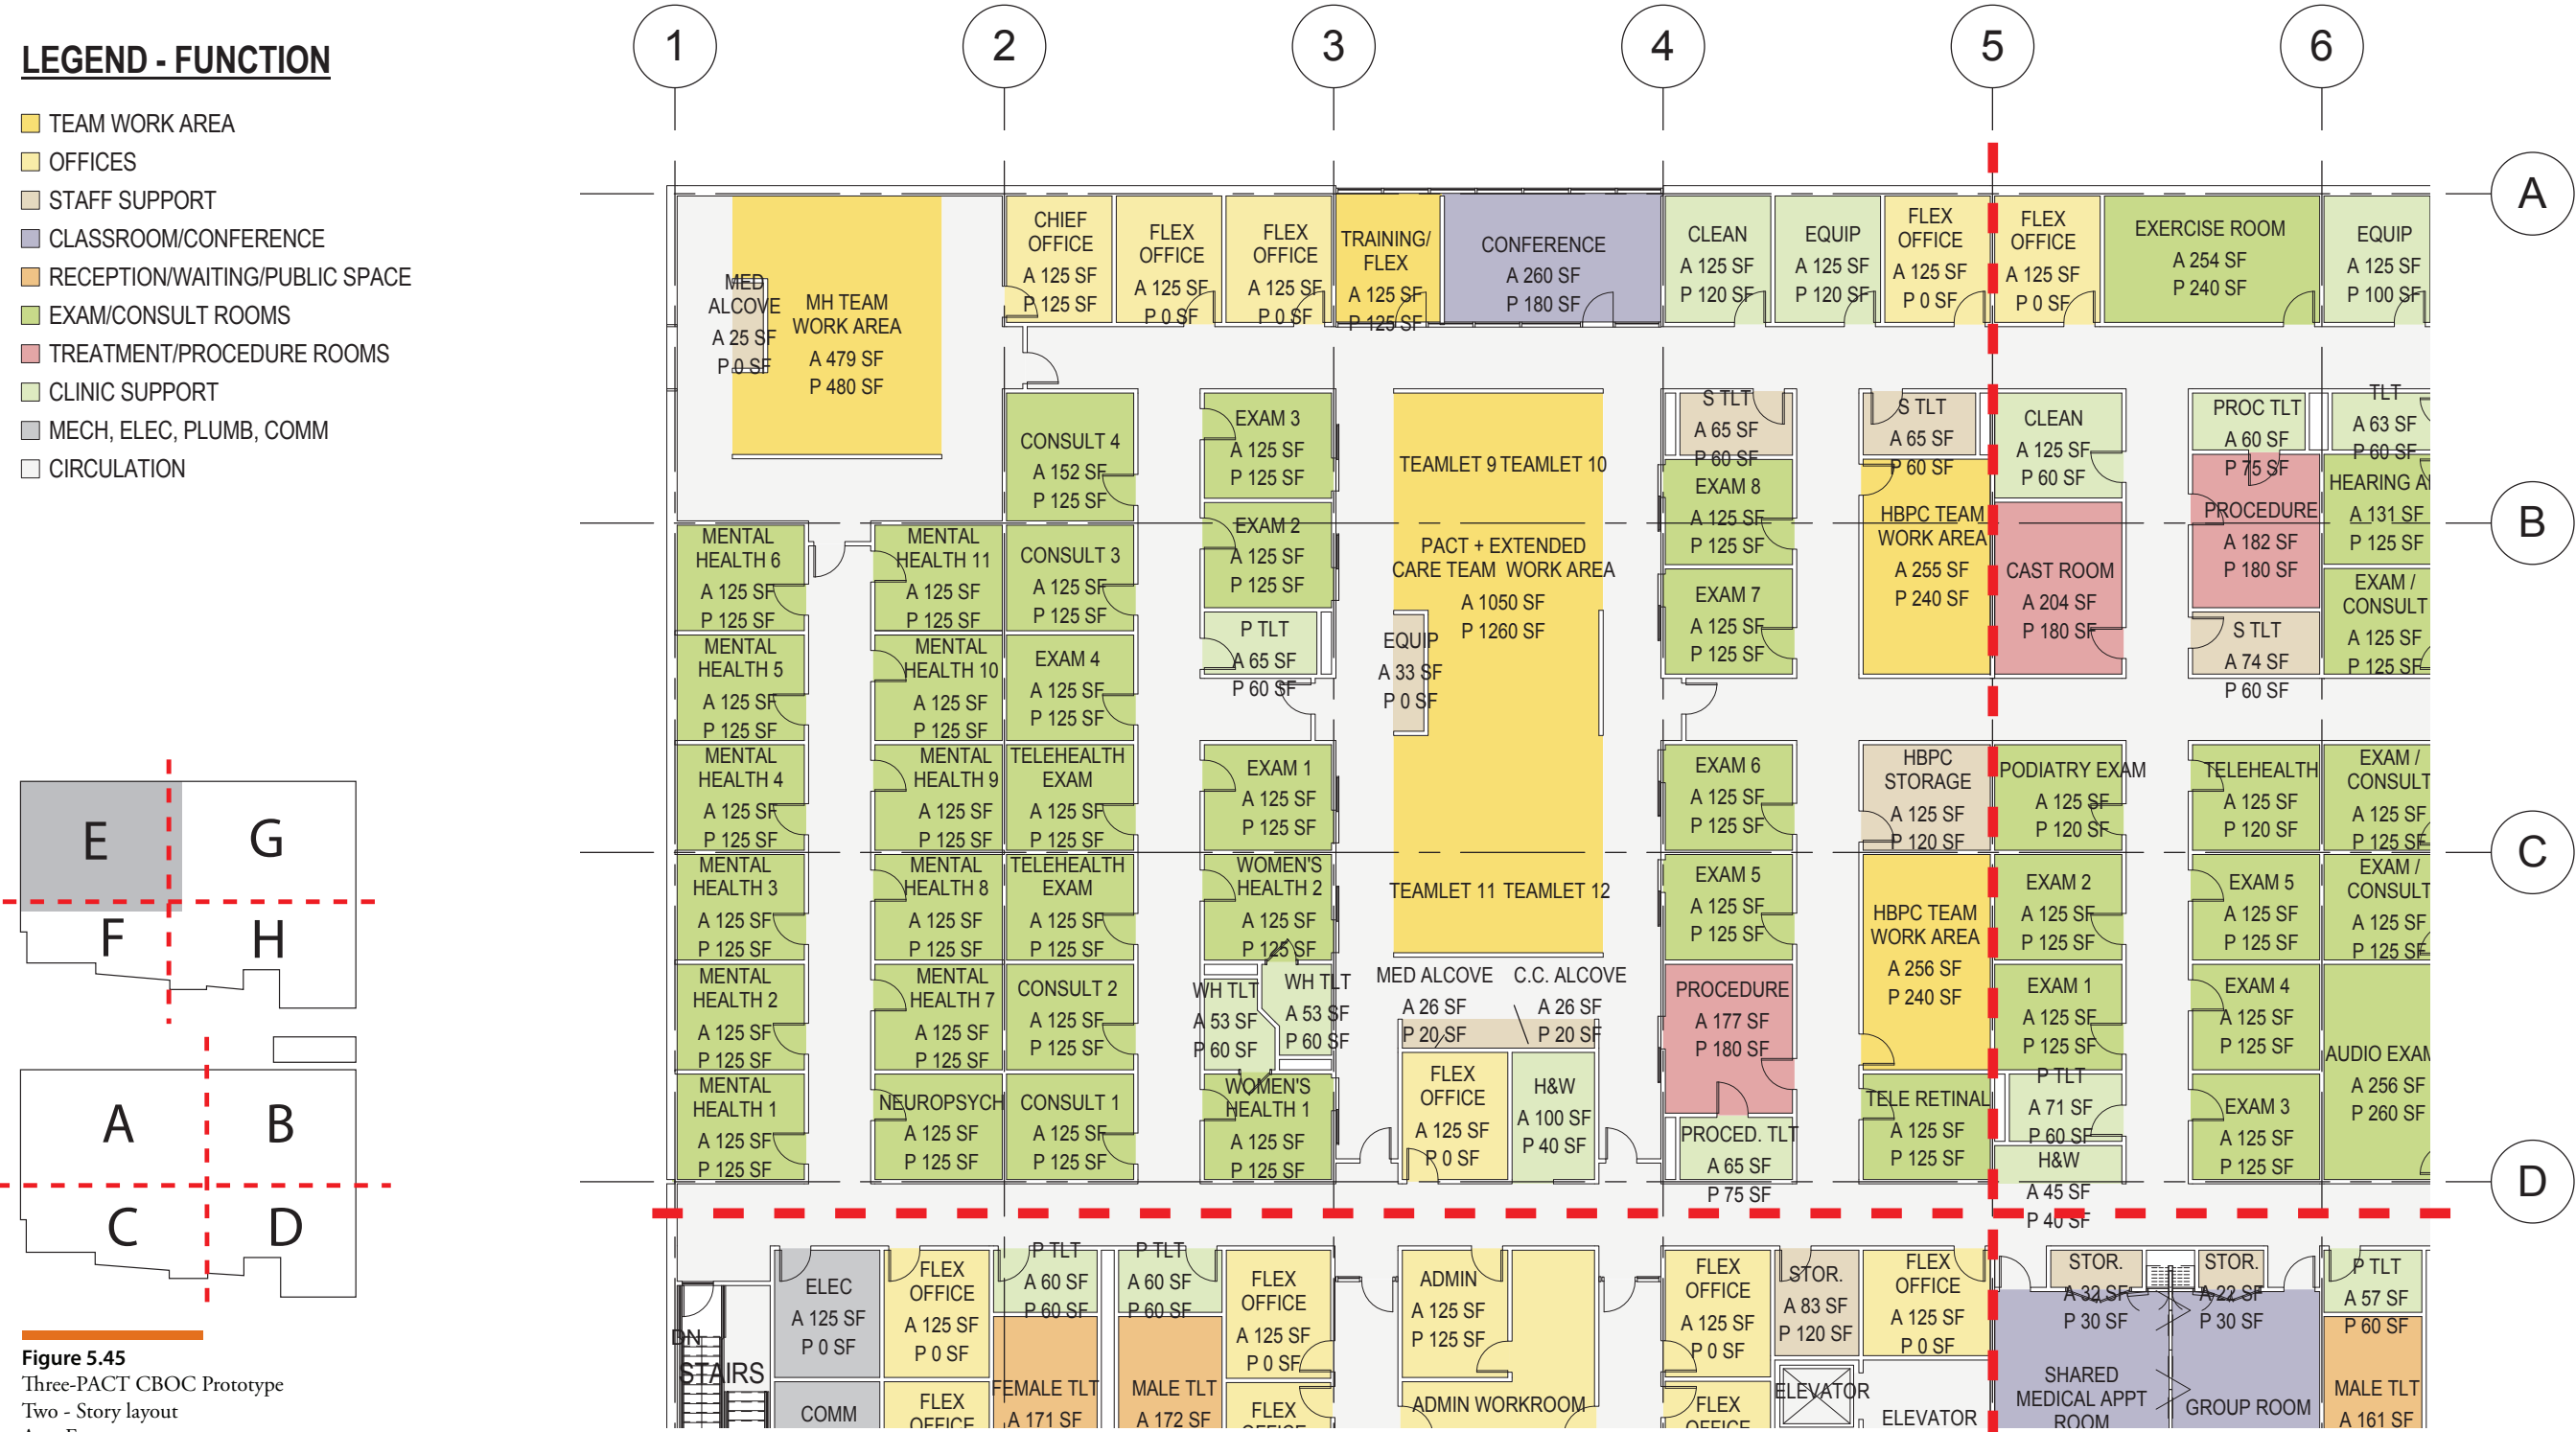 LEGEND - FUNCTION
TEAM WORK AREA
OFFICES
STAFF SUPPORT
CLASSROOM/CONFERENCE
RECEPTION/WAITING/PUBLIC SPACE
EXAM/CONSULT ROOMS
TREATMENT/PROCEDURE ROOMS
CLINIC SUPPORT
MECH, ELEC, PLUMB, COMM
CIRCULATION
E
G
F
H
A
B
C
D
Figure 5.45
Three-PACT CBOC Prototype
Two - Story layout
1
2
3
4
5
6
A
B
C
D
MED
ALCOVE
A 25 SF
P 0 SF
MH TEAM
WORK AREA
A 479 SF
P 480 SF
CHIEF
OFFICE
A 125 SF
P 125 SF
FLEX
OFFICE
A 125 SF
P 0 SF
FLEX
OFFICE
A 125 SF
P 0 SF
TRAINING/
FLEX
A 125 SF
P 125 SF
CONFERENCE
A 260 SF
P 180 SF
CLEAN
A 125 SF
P 120 SF
EQUIP
A 125 SF
P 120 SF
FLEX
OFFICE
A 125 SF
P 0 SF
FLEX
OFFICE
A 125 SF
P 0 SF
EXERCISE ROOM
A 254 SF
P 240 SF
EQUIP
A 125 SF
P 100 SF
CONSULT 4
A 152 SF
P 125 SF
EXAM 3
A 125 SF
P 125 SF
TEAMLET 9 TEAMLET 10
S TLT
A 65 SF
P 60 SF
S TLT
A 65 SF
P 60 SF
CLEAN
A 125 SF
P 60 SF
PROC TLT
A 60 SF
P 75 SF
TLT
A 63 SF
P 60 SF
MENTAL
HEALTH 6
A 125 SF
P 125 SF
MENTAL
HEALTH 11
A 125 SF
P 125 SF
CONSULT 3
A 125 SF
P 125 SF
EXAM 2
A 125 SF
P 125 SF
PACT + EXTENDED
CARE TEAM WORK AREA
A 1050 SF
P 1260 SF
EXAM 8
A 125 SF
P 125 SF
HBPC TEAM
WORK AREA
A 255 SF
P 240 SF
CAST ROOM
A 204 SF
P 180 SF
PROCEDURE
A 182 SF
P 180 SF
HEARING
A 131 SF
P 125 SF
MENTAL
HEALTH 5
A 125 SF
P 125 SF
MENTAL
HEALTH 10
A 125 SF
P 125 SF
EXAM 4
A 125 SF
P 125 SF
P TLT
A 65 SF
P 60 SF
EQUIP
A 33 SF
P 0 SF
EXAM 7
A 125 SF
P 125 SF
S TLT
A 74 SF
P 60 SF
EXAM /
CONSULT
A 125 SF
P 125 SF
MENTAL
HEALTH 4
A 125 SF
P 125 SF
MENTAL
HEALTH 9
A 125 SF
P 125 SF
TELEHEALTH
EXAM
A 125 SF
P 125 SF
EXAM 1
A 125 SF
P 125 SF
EXAM 6
A 125 SF
P 125 SF
HBPC
STORAGE
A 125 SF
P 120 SF
PODIATRY EXAM
A 125 SF
P 120 SF
TELEHEALTH
A 125 SF
P 120 SF
EXAM /
CONSULT
A 125 SF
P 125 SF
MENTAL
HEALTH 3
A 125 SF
P 125 SF
MENTAL
HEALTH 8
A 125 SF
P 125 SF
TELEHEALTH
EXAM
A 125 SF
P 125 SF
WOMEN'S
HEALTH 2
A 125 SF
P 125 SF
TEAMLET 11 TEAMLET 12
EXAM 5
A 125 SF
P 125 SF
HBPC TEAM
WORK AREA
A 256 SF
P 240 SF
EXAM 2
A 125 SF
P 125 SF
EXAM 5
A 125 SF
P 125 SF
EXAM /
CONSULT
A 125 SF
P 125 SF
MENTAL
HEALTH 2
A 125 SF
P 125 SF
MENTAL
HEALTH 7
A 125 SF
P 125 SF
CONSULT 2
A 125 SF
P 125 SF
WH TLT
A 53 SF
P 60 SF
WH TLT
A 53 SF
P 60 SF
MED ALCOVE
A 26 SF
P 20 SF
C.C. ALCOVE
A 26 SF
P 20 SF
PROCEDURE
A 177 SF
P 180 SF
EXAM 1
A 125 SF
P 125 SF
EXAM 4
A 125 SF
P 125 SF
AUDIO EXAM
A 256 SF
P 260 SF
MENTAL
HEALTH 1
A 125 SF
P 125 SF
NEUROPSYCH
A 125 SF
P 125 SF
CONSULT 1
A 125 SF
P 125 SF
WOMEN'S
HEALTH 1
A 125 SF
P 125 SF
FLEX
OFFICE
A 125 SF
P 0 SF
H&W
A 100 SF
P 40 SF
PROCED. TLT
A 65 SF
P 75 SF
TELE RETINAL
A 125 SF
P 125 SF
P TLT
A 71 SF
P 60 SF
H&W
A 45 SF
P 40 SF
EXAM 3
A 125 SF
P 125 SF
DN
STAIRS
ELEC
A 125 SF
P 0 SF
COMM
FLEX
OFFICE
A 125 SF
P 0 SF
FLEX
OFFICE
P TLT
A 60 SF
P 60 SF
FEMALE TLT
A 171 SF
P TLT
A 60 SF
P 60 SF
MALE TLT
A 172 SF
FLEX
OFFICE
A 125 SF
P 0 SF
FLEX
OFFICE
ADMIN
A 125 SF
P 125 SF
ADMIN WORKROOM
FLEX
OFFICE
A 125 SF
P 0 SF
FLEX
OFFICE
STOR.
A 83 SF
P 120 SF
ELEVATOR
FLEX
OFFICE
A 125 SF
P 0 SF
ELEVATOR
STOR.
A 32 SF
P 30 SF
SHARED
MEDICAL APPT
ROOM
STOR.
A 22 SF
P 30 SF
GROUP ROOM
P TLT
A 57 SF
P 60 SF
MALE TLT
A 161 SF